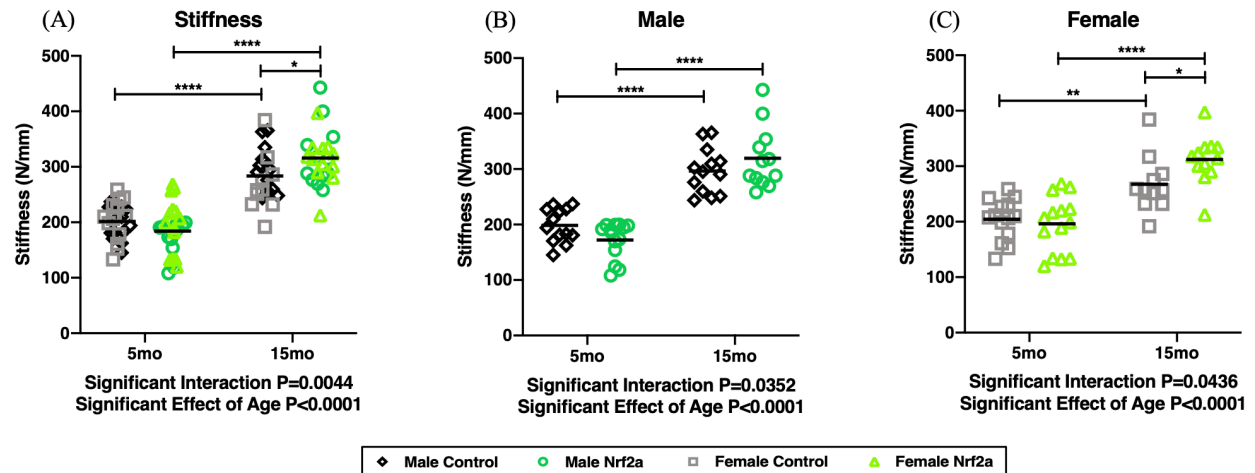 (A)
Stiffness
Stiffness (N/mm)
500
400
300
200
100
0
****
****
*
5mo
15mo
Significant Interaction P=0.0044
Significant Effect of Age P<0.0001
(B)
Male
Stiffness (N/mm)
500
400
300
200
100
0
****
****
5mo
15mo
Significant Interaction P=0.0352
Significant Effect of Age P<0.0001
(C)
Female
Stiffness (N/mm)
500
400
300
200
100
0
****
*
**
5mo
15mo
Significant Interaction P=0.0436
Significant Effect of Age P<0.0001
Male Control Male Nrf2a Female Control Female Nrf2a